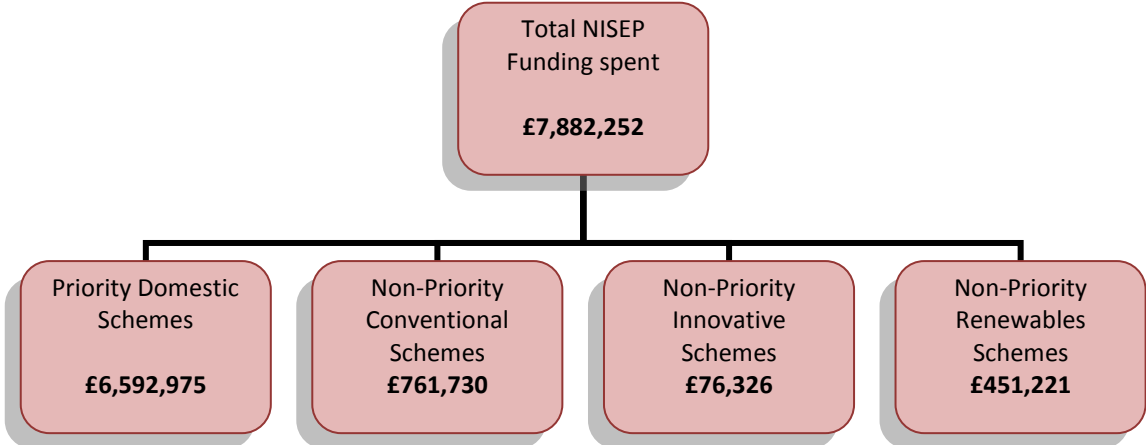 Total NISEP
Funding spent
£7,882,252
Priority Domestic
Schemes
£6,592,975
Non-Priority
Conventional
Schemes
£761,730
Non-Priority
Innovative
Schemes
£76,326
Non-Priority
Renewables
Schemes
£451,221